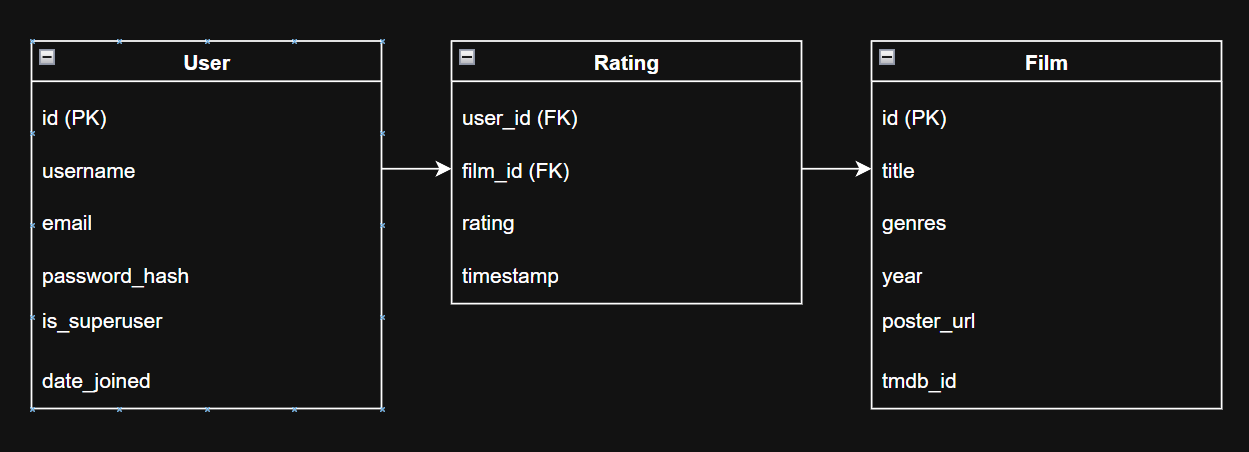 User
id (PK)
username
email
password_hash
is_superuser
date_joined
Rating
user_id (FK)
film_id (FK)
rating
timestamp
Film
id (PK)
title
genres
year
poster_url
tmdb_id